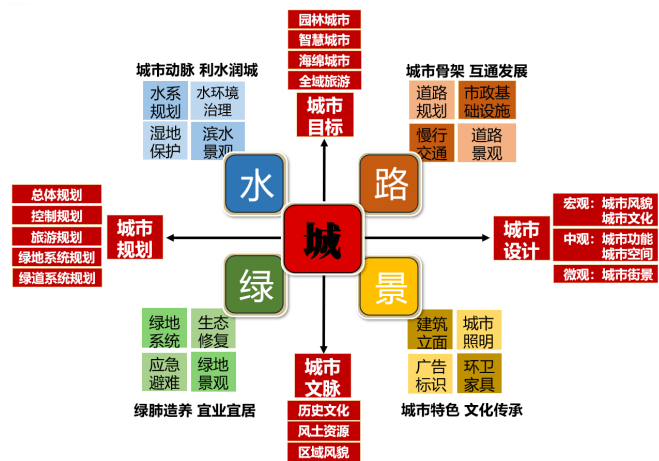 园林城市
智慧城市
海绵城市
全域旅游
城市
目标
城市动脉 利水润城
水系
规划
水环境
治理
湿地
保护
滨水
景观
城市骨架 互通发展
道路
规划
市政基
础设施
慢行
交通
道路
景观
水
路
城
绿
景
总体规划
控制规划
旅游规划
绿地系统规划
绿道系统规划
城市
规划
城市
设计
宏观：城市风貌
城市文化
中观：城市功能
城市空间
微观：城市街景
绿地
系统
生态
修复
应急
避难
绿地
景观
绿肺造养 宜业宜居
城市
文脉
历史文化
风土资源
区域风貌
建筑
立面
城市
照明
广告
标识
环卫
家具
城市特色 文化传承